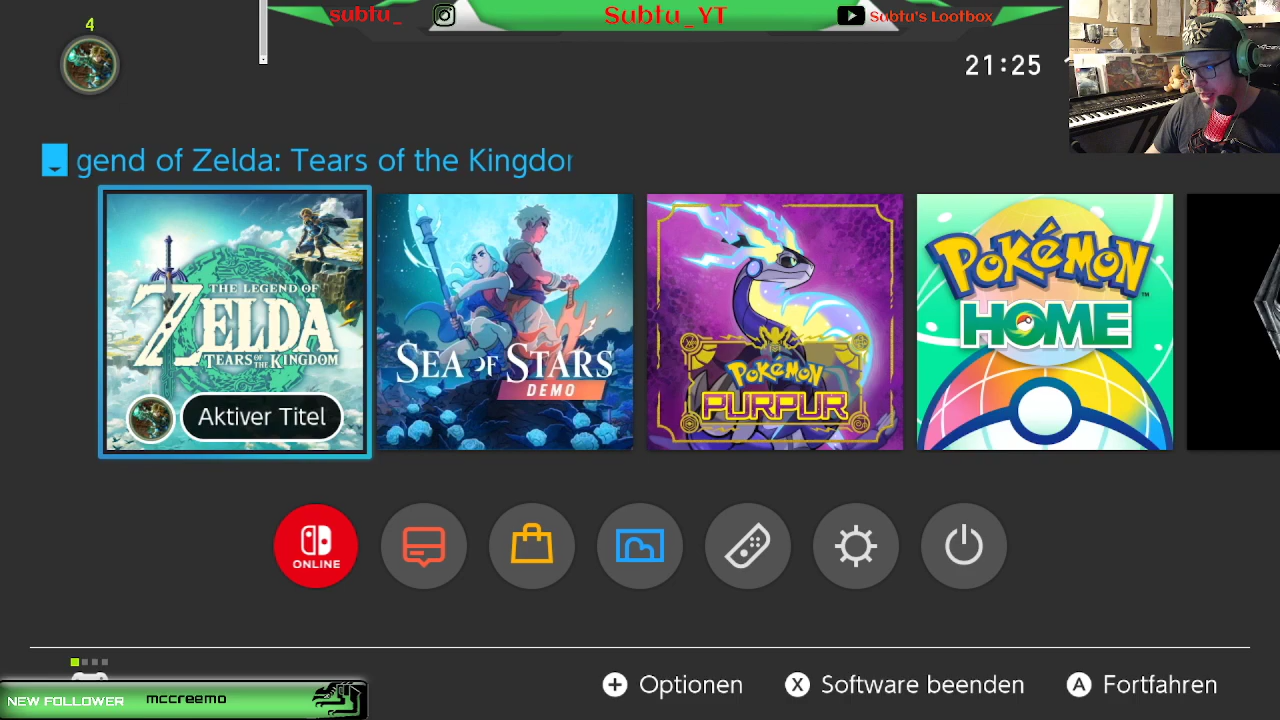 4
subtu_
Subtu_YT
Subtu's Lootbox
21:25
gend of Zelda: Tears of the Kingdor
THE LEGEND OF
ZELDA
TEARS OF THE KINGDOM
Aktiver Titel
SEA OF STARS
DEMO
POKéMON
PURPUR
POKéMON
HOME
ONLINE
NEW FOLLOWER mccreemo
+ Optionen X Software beenden A Fortfahren